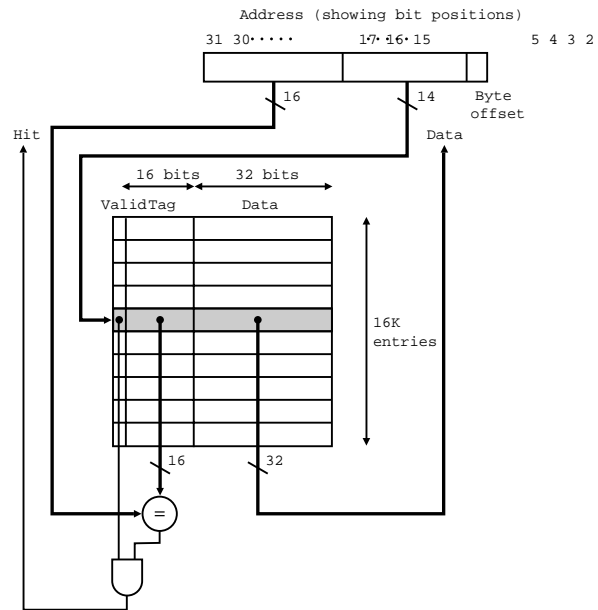 Address (showing bit positions)
31 30····· 17··16··15 5 4 3 2 
16 14 Byte
offset
Hit Data
16 bits 32 bits
Valid Tag Data
16K
entries
16 32
=